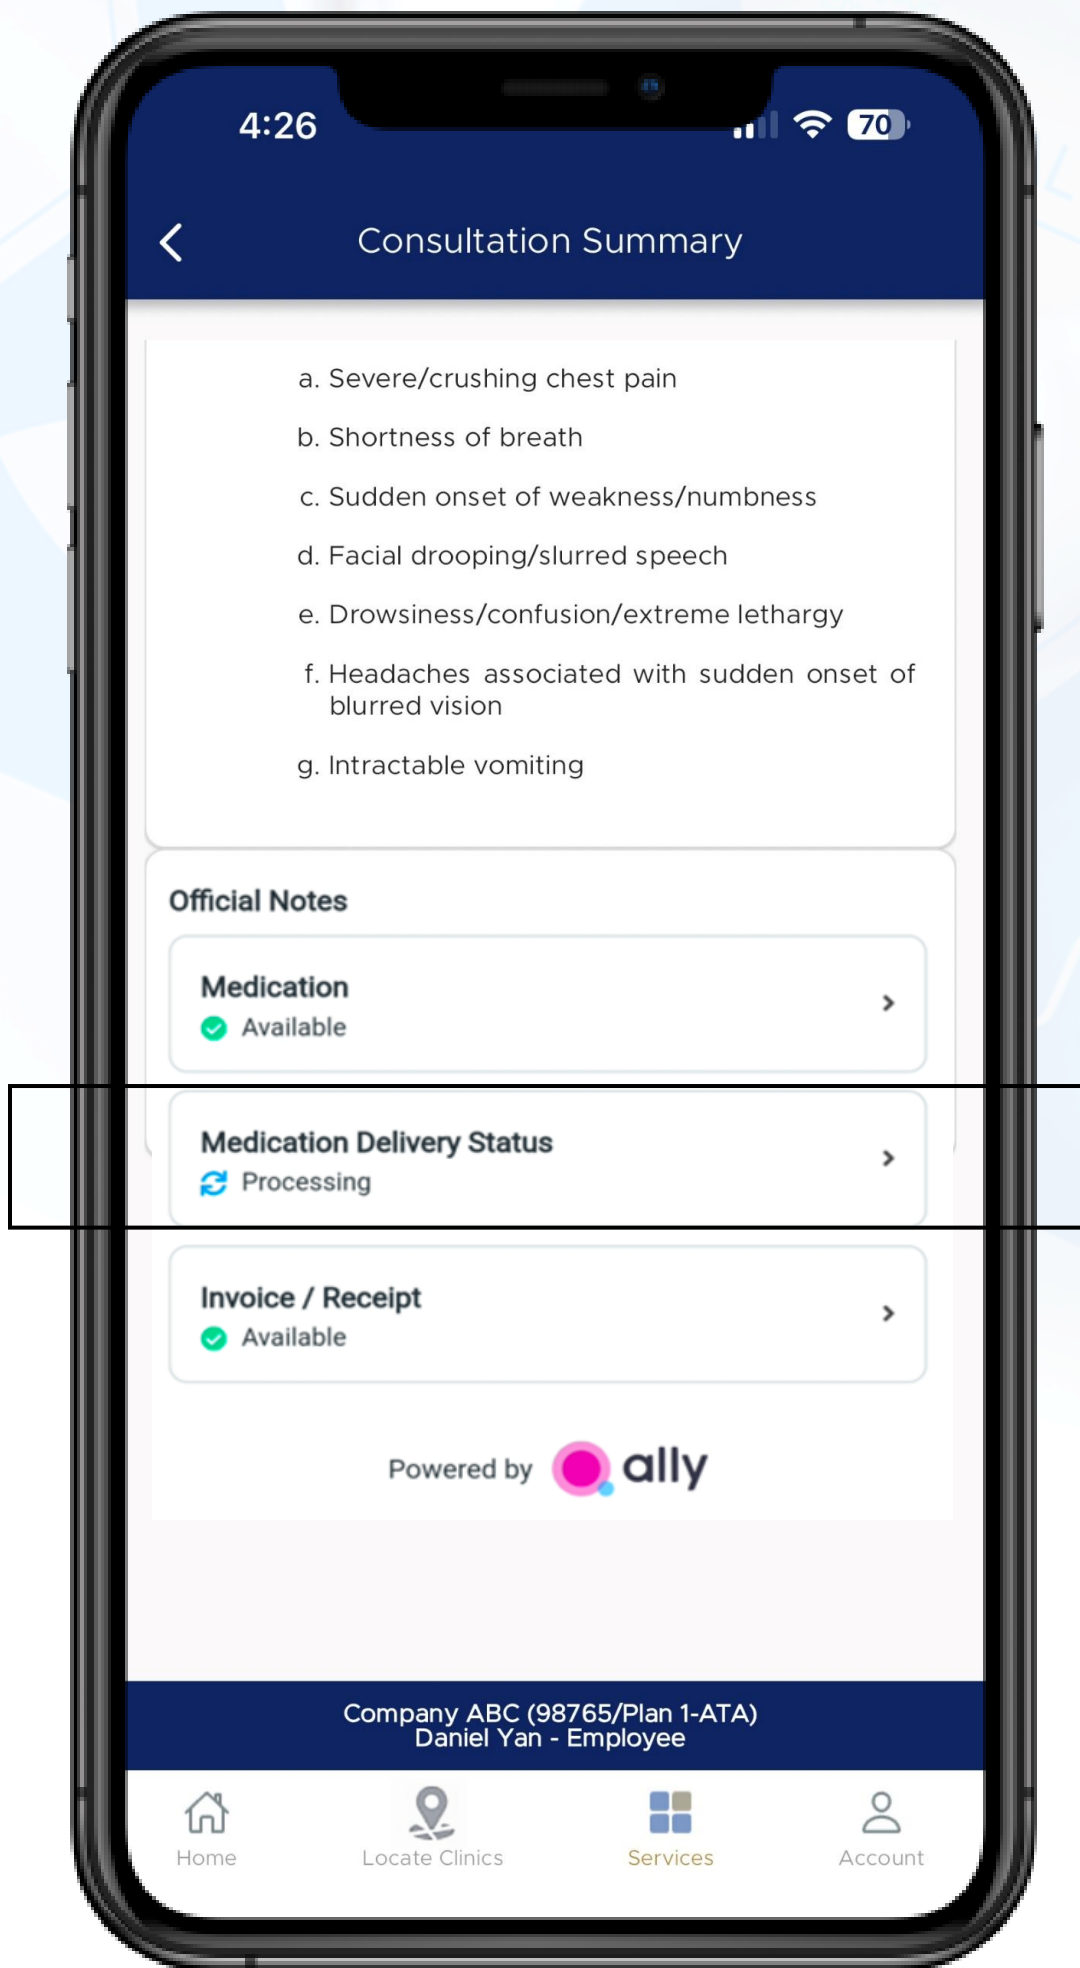 4:26
70
Consultation Summary
a. Severe/crushing chest pain
b. Shortness of breath
c. Sudden onset of weakness/numbness
d. Facial drooping/slurred speech
e. Drowsiness/confusion/extreme lethargy
f. Headaches associated with sudden onset of
blurred vision
g. Intractable vomiting
Official Notes
Medication
Available
Medication Delivery Status
Processing
Invoice / Receipt
Available
Powered by ally
Company ABC (98765/Plan 1-ATA)
Daniel Yan - Employee
Home
Locate Clinics
Services
Account